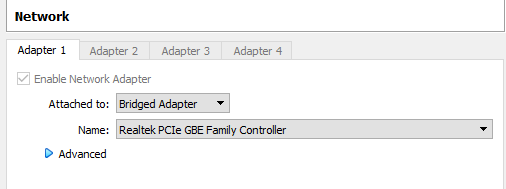 Network
Adapter 1 Adapter 2 Adapter 3 Adapter 4
Enable Network Adapter
Attached to: Bridged Adapter
Name: Realtek PCIe GBE Family Controller
Advanced